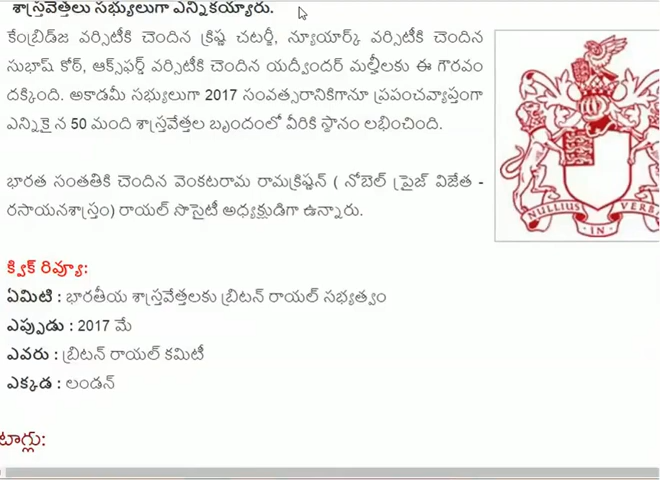 శాస్త్రవేత్తలు సభ్యులుగా ఎన్నికయ్యారు.
కేంబ్రిడ్జ వర్సిటీకి చెందిన క్రిష్ణ చటర్జీ, న్యూయార్క్ వర్సిటీకి చెందిన
సుభాష్ కోఠ్, ఆక్స్‌ఫర్డ్ వర్సిటీకి చెందిన యద్వీందర్ మల్హీలకు ఈ గౌరవం
దక్కింది. అకాడమీ సభ్యులుగా 2017 సంవత్సరానికిగానూ ప్రపంచవ్యాప్తంగా
ఎన్నికై న 50 మంది శాస్త్రవేత్తల బృందంలో వీరికి స్థానం లభించింది.
భారత సంతతికి చెందిన వెంకటరామ రామక్రిష్ణన్ ( నోబెల్ ప్రైజ్ విజేత -
రసాయనశాస్త్రం) రాయల్ సొసైటీ అధ్యక్షుడిగా ఉన్నారు.
NULLIUS IN VERB
క్విక్ రివ్యూ:
ఏమిటి : భారతీయ శాస్త్రవేత్తలకు బ్రిటన్ రాయల్ సభ్యత్వం
ఎప్పుడు : 2017 మే
ఎవరు : బ్రిటన్ రాయల్ కమిటీ
ఎక్కడ : లండన్
టాగ్లు: